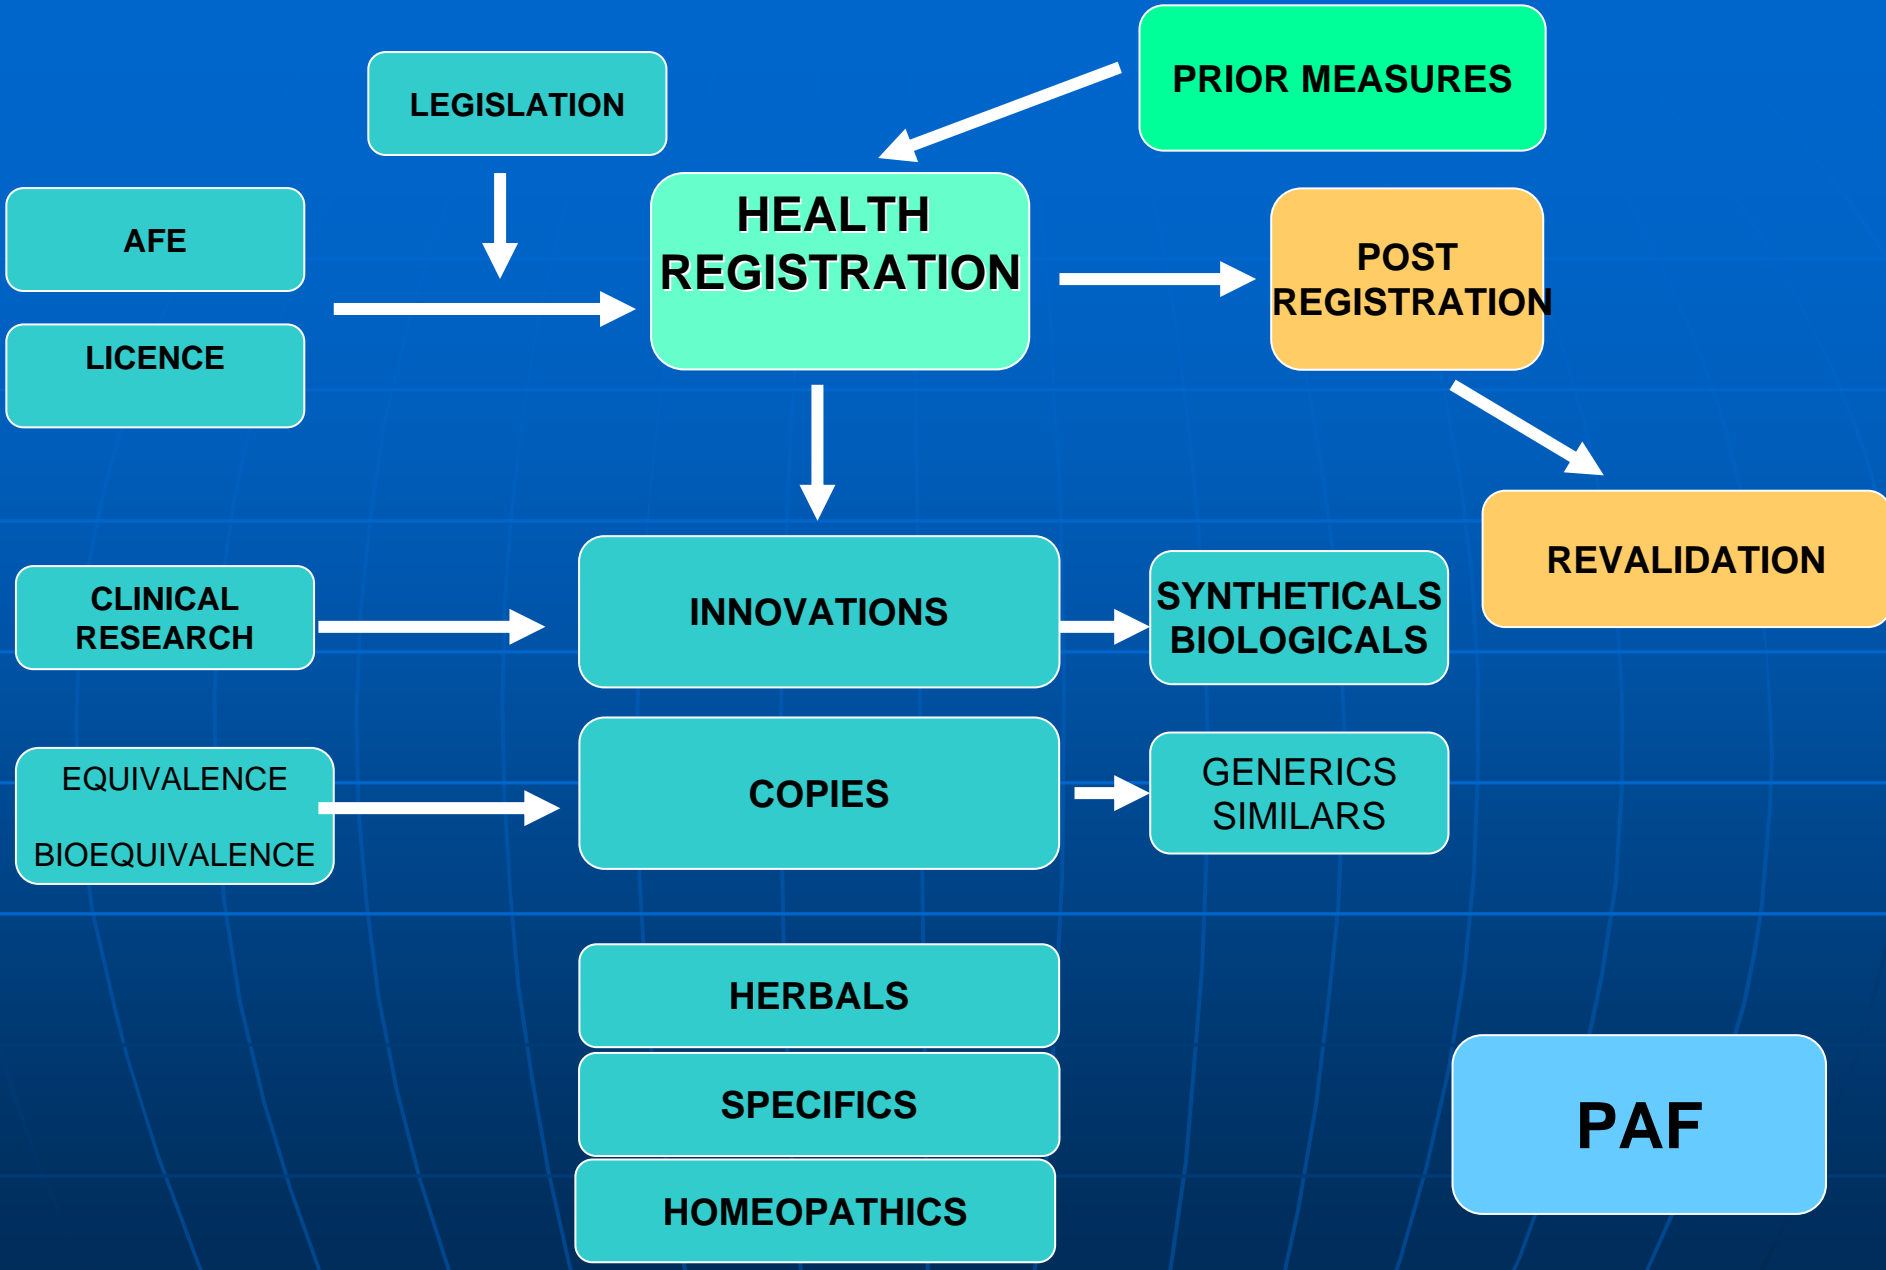 PRIOR MEASURES
LEGISLATION
AFE
LICENCE
HEALTH
REGISTRATION
POST
REGISTRATION
REVALIDATION
CLINICAL
RESEARCH
INNOVATIONS
SYNTHETICALS
BIOLOGICALS
EQUIVALENCE
BIOEQUIVALENCE
COPIES
GENERICS
SIMILARS
HERBALS
SPECIFICS
HOMEOPATHICS
PAF